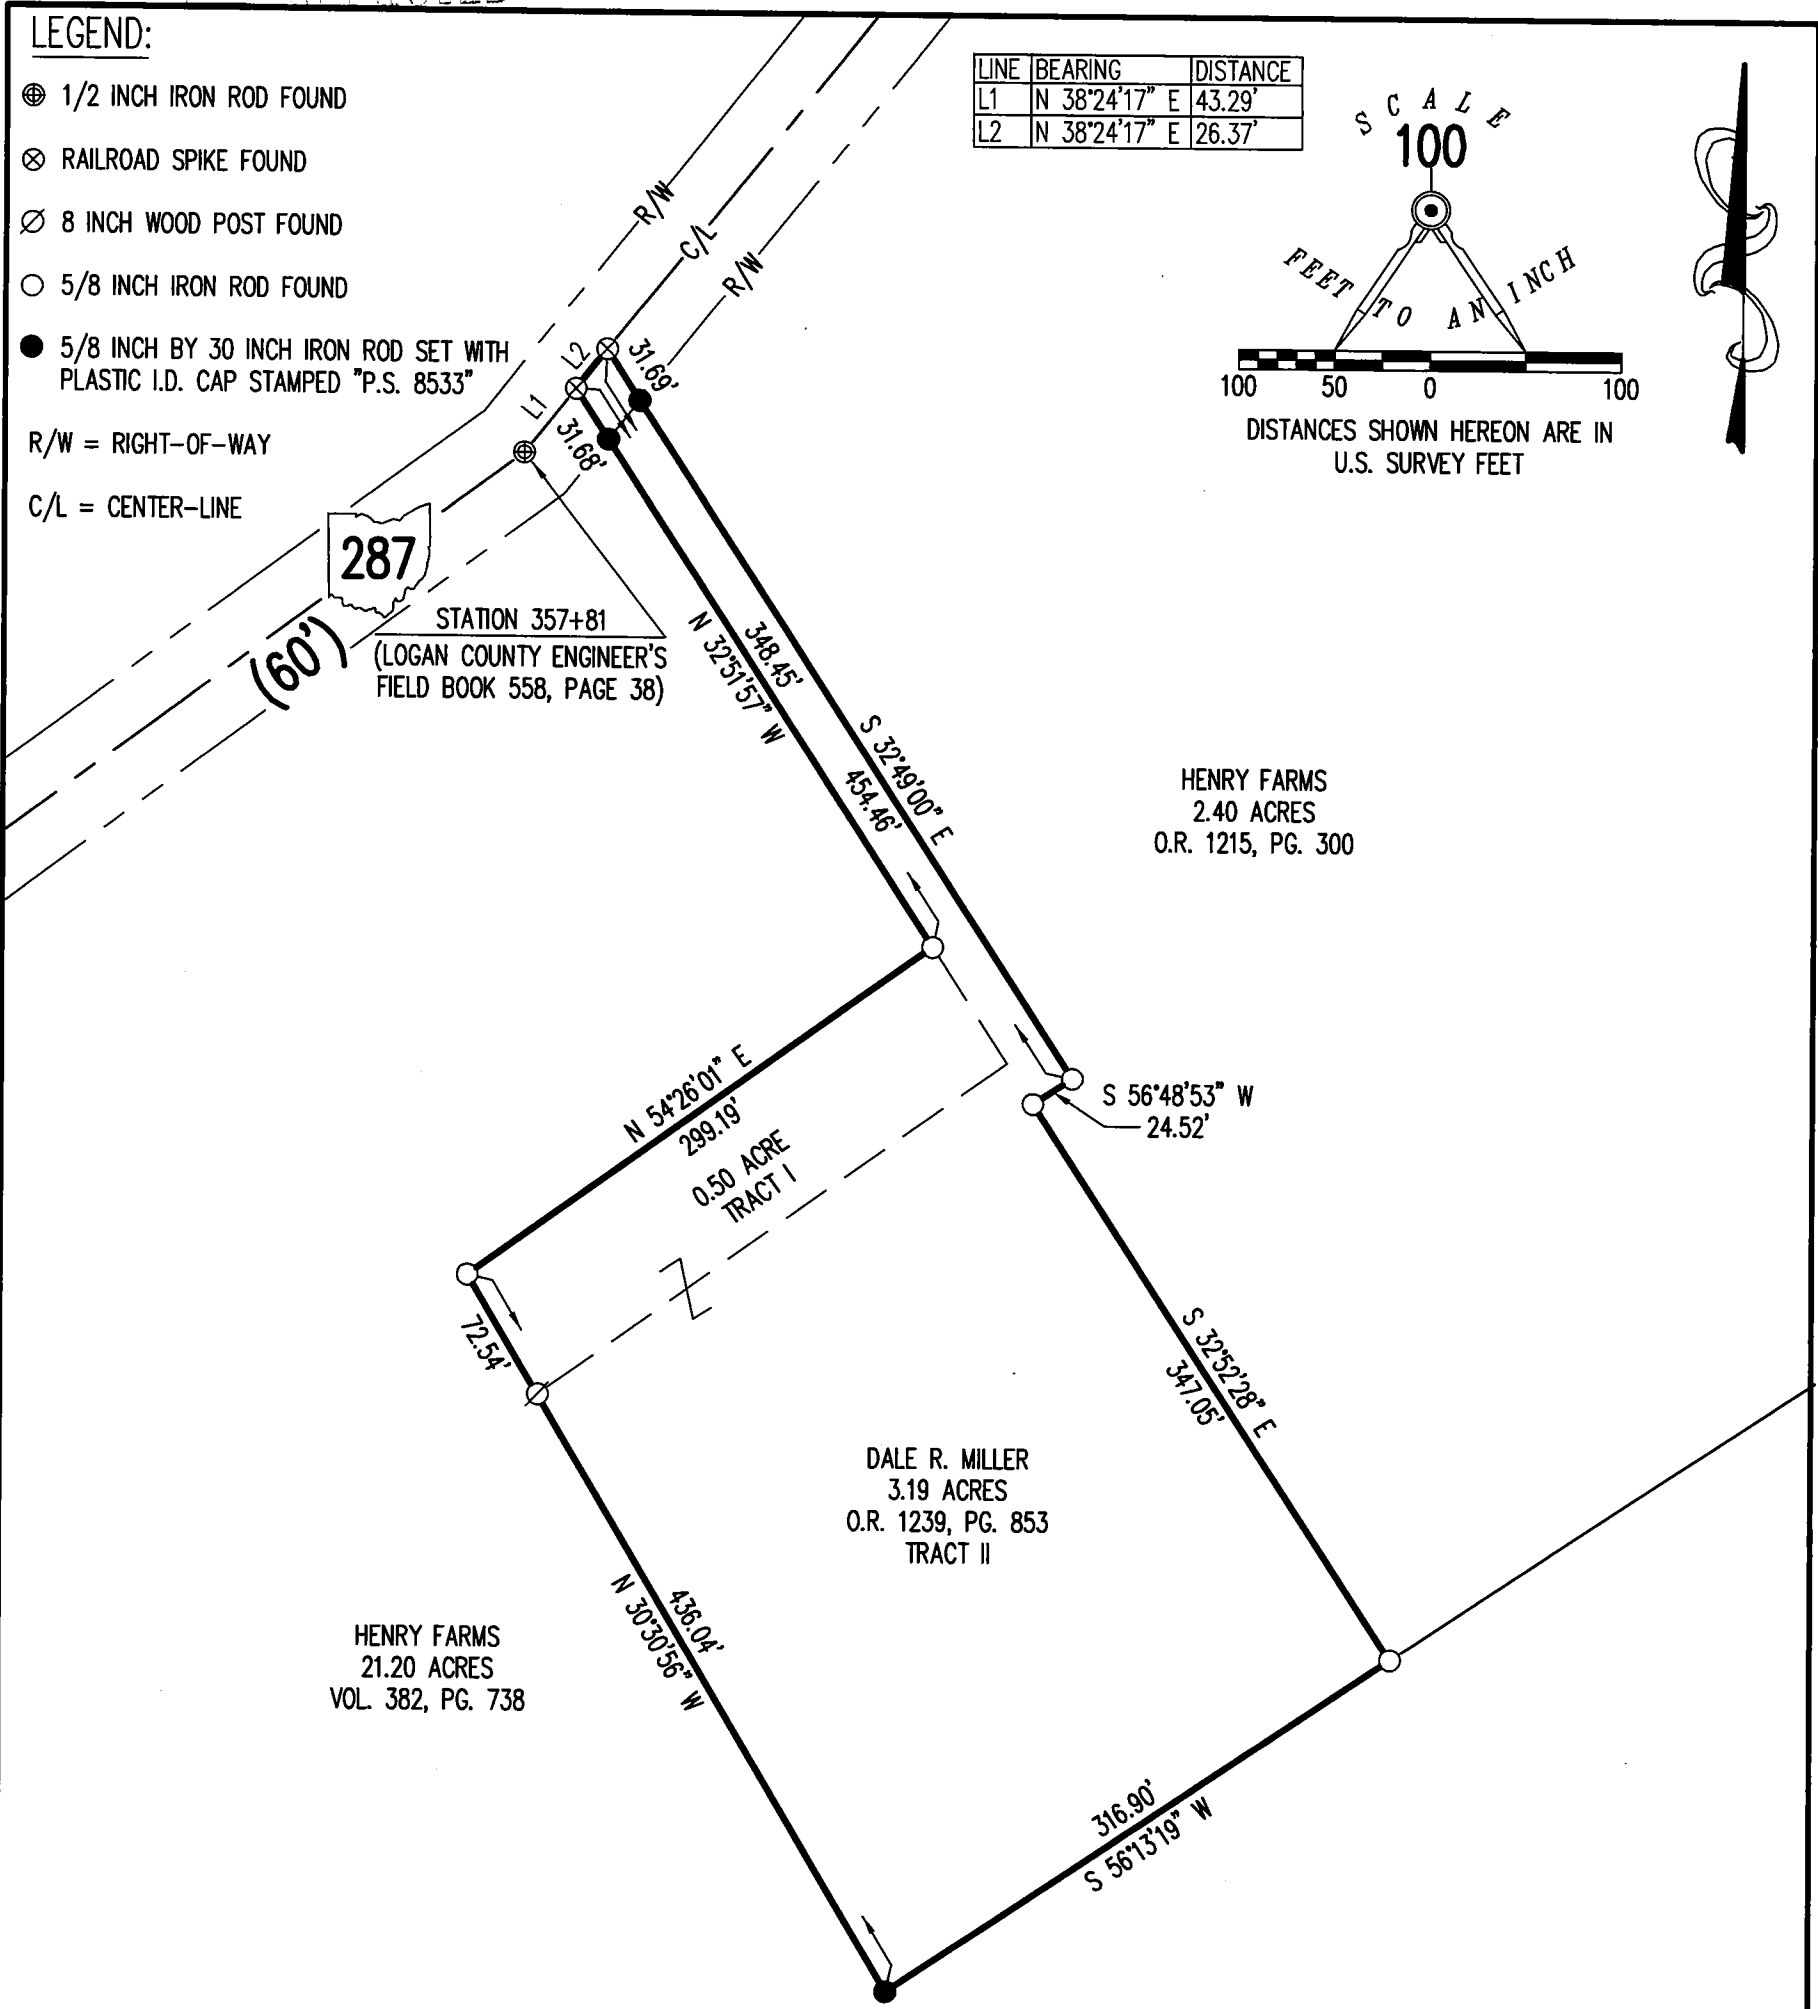 LEGEND:
1/2 INCH IRON ROD FOUND
RAILROAD SPIKE FOUND
8 INCH WOOD POST FOUND
5/8 INCH IRON ROD FOUND
5/8 INCH BY 30 INCH IRON ROD SET WITH
PLASTIC I.D. CAP STAMPED "P.S. 8533"
R/W = RIGHT-OF-WAY
C/L = CENTER-LINE
LINE BEARING DISTANCE
L1 N 38°24'17" E 43.29'
L2 N 38°24'17" E 26.37'
SCALE
100
FEET TO AN INCH
100 50 0 100
DISTANCES SHOWN HEREON ARE IN
U.S. SURVEY FEET
R/W
C/L
R/W
L2
31.69'
L1
31.68'
287
(60')
STATION 357+81
(LOGAN COUNTY ENGINEER'S
FIELD BOOK 558, PAGE 38)
348.45'
N 32°51'57" W
S 32°49'00" E
454.46'
HENRY FARMS
2.40 ACRES
O.R. 1215, PG. 300
N 54°26'01" E
299.19'
S 56°48'53" W
24.52'
0.50 ACRE
TRACT I
72.54'
S 32°52'28" E
347.05'
DALE R. MILLER
3.19 ACRES
O.R. 1239, PG. 853
TRACT II
436.04'
N 30°30'56" W
HENRY FARMS
21.20 ACRES
VOL. 382, PG. 738
316.90'
S 56°13'19" W